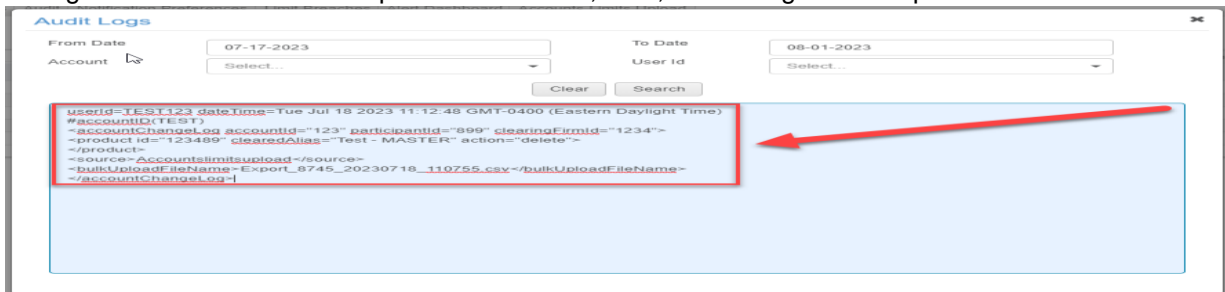 Audit Logs
From Date 07-17-2023 To Date 08-01-2023
Account Select... User Id Select...
Clear Search
userid=TEST123 dateTime=Tue Jul 18 2023 11:12:48 GMT-0400 (Eastern Daylight Time)
#accountID(TEST)
<accountChangeLog accountId="123" participantId="899" clearingFirmId="1234">
<product id="123489" clearedAlias="Test - MASTER" action="delete">
</product>
<source>Accountslimitsupload</source>
<bulkUploadFileName>Export_8745_20230718_110755.csv</bulkUploadFileName>
</accountChangeLog>